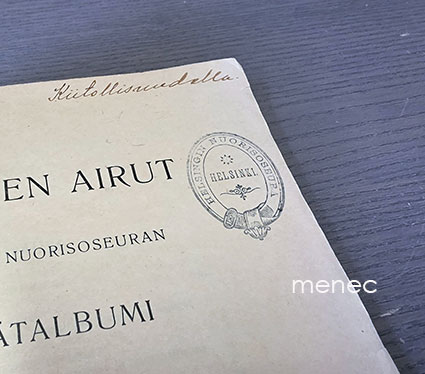 Kiitollisuudella.
EN AIRUT
HELSINGIN NUORISOSEURA
HELSINKI.
NUORISOSEURAN
ÄTALBUMI
menec